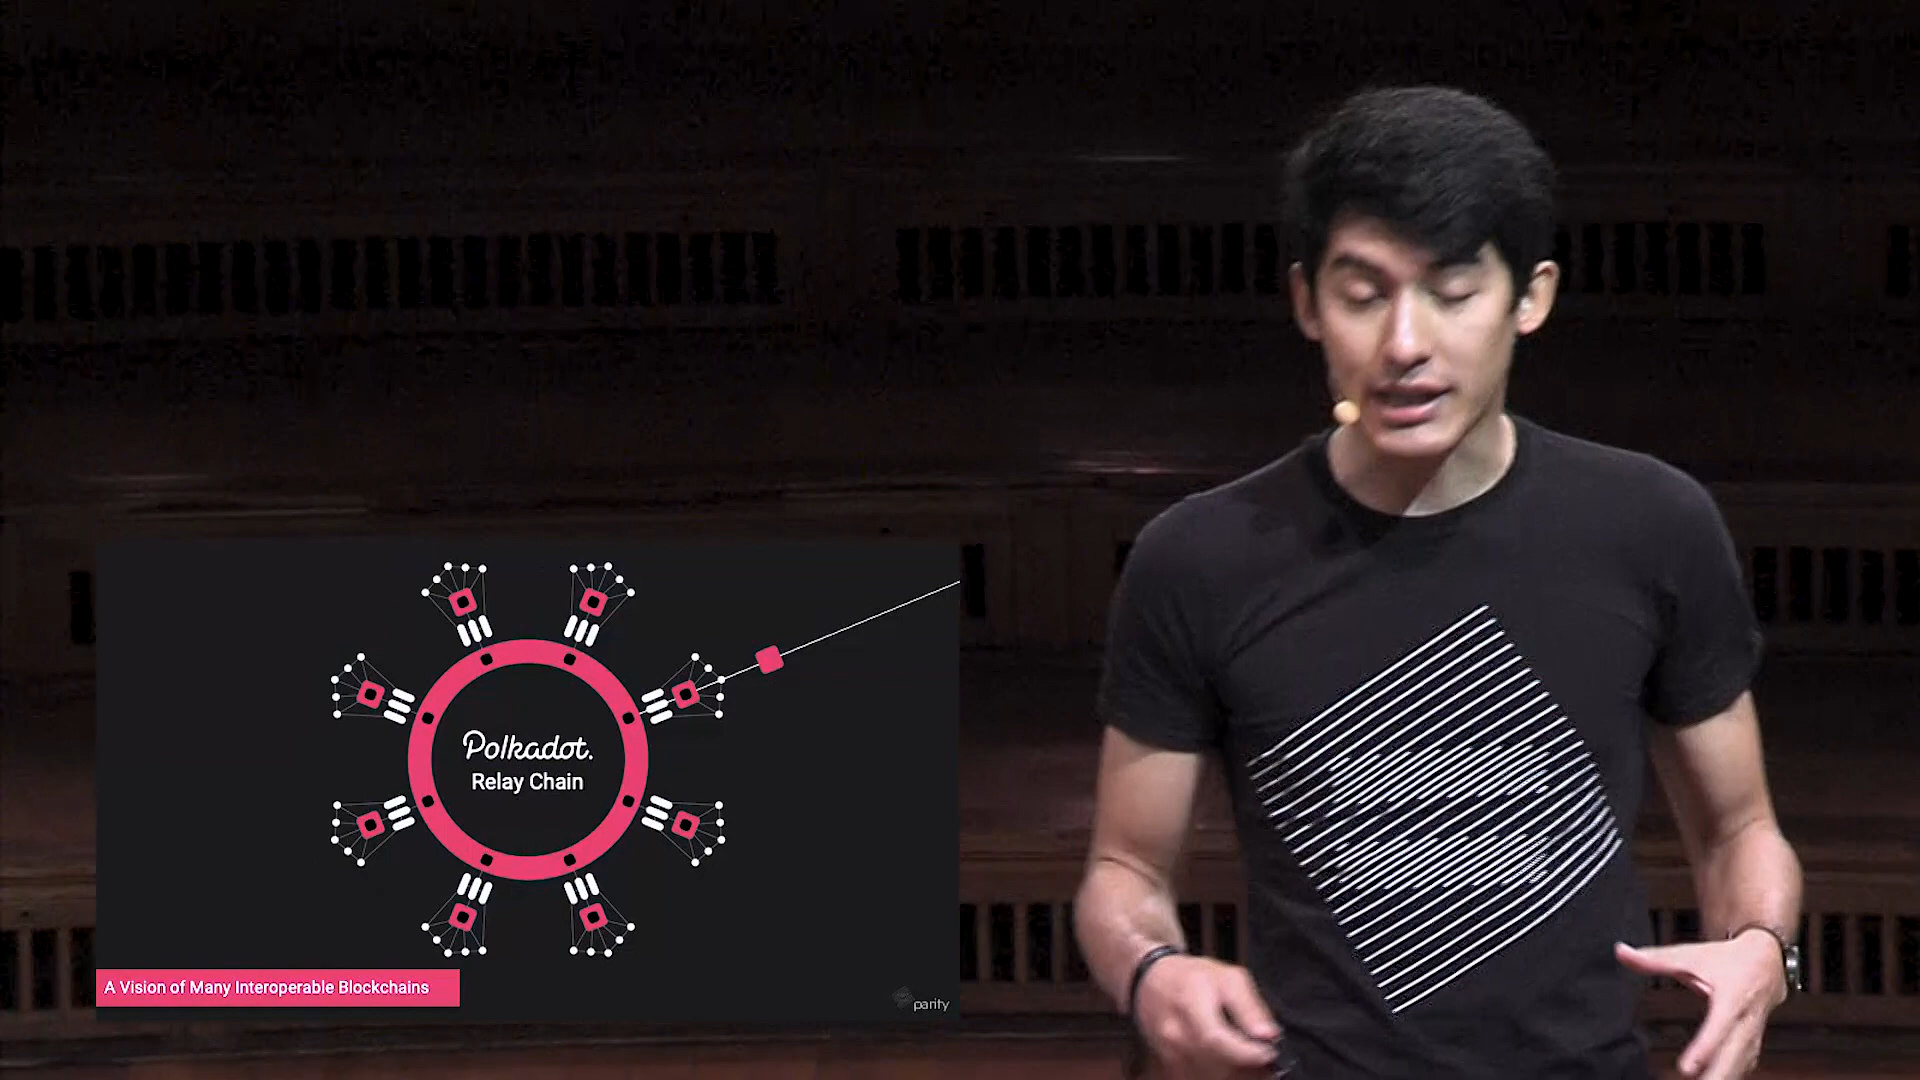 Polkadot.
Relay Chain
A Vision of Many Interoperable Blockchains
parity